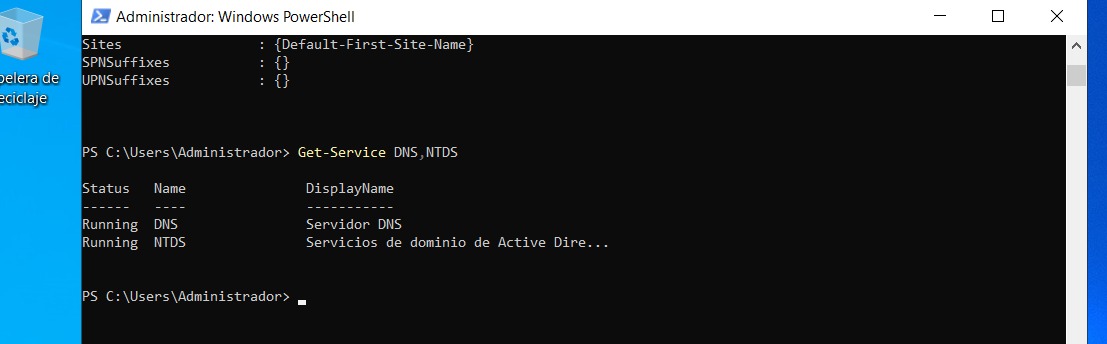 Administrador: Windows PowerShell
Sites                 : {Default-First-Site-Name}
SPNSuffixes           : {}
UPNSuffixes           : {}
pelera de
eciclaje
PS C:\Users\Administrador> Get-Service DNS,NTDS
Status   Name               DisplayName
------   ----               -----------
Running  DNS                Servidor DNS
Running  NTDS               Servicios de dominio de Active Dire...
PS C:\Users\Administrador>